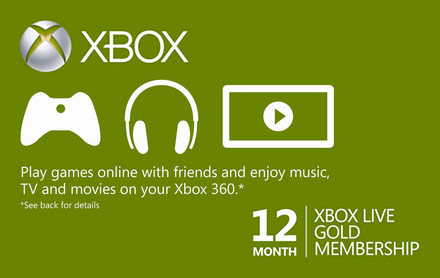 XBOX
Play games online with friends and enjoy music,
TV and movies on your Xbox 360.*
*See back for details
12
MONTH
XBOX LIVE
GOLD
MEMBERSHIP